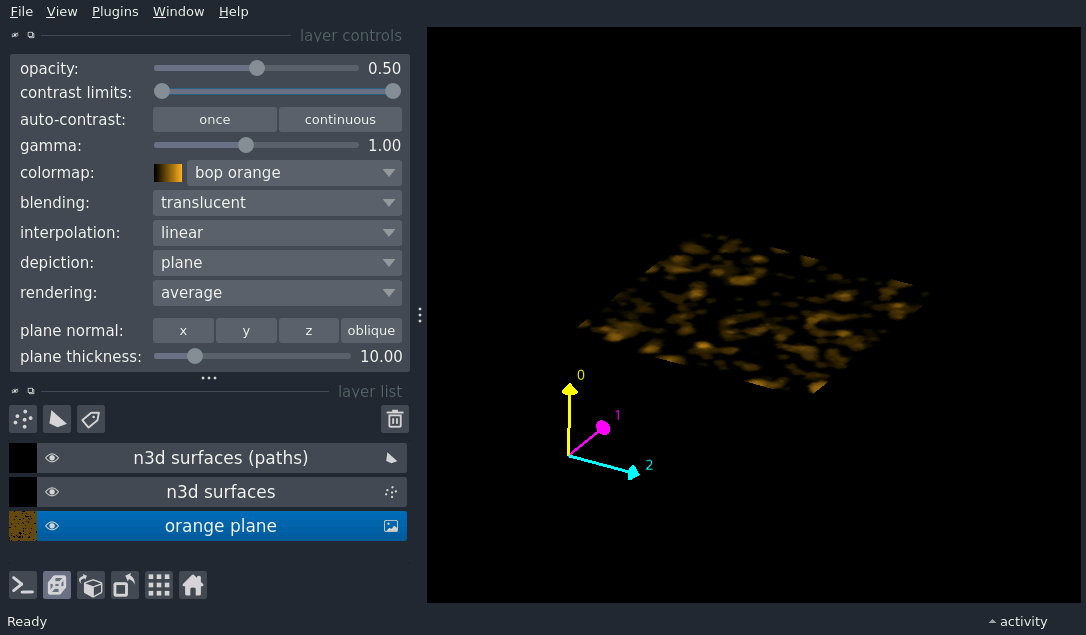 File View Plugins Window Help
layer controls
opacity: 0.50
contrast limits:
auto-contrast: once continuous
gamma: 1.00
colormap: bop orange
blending: translucent
interpolation: linear
depiction: plane
rendering: average
plane normal: x y z oblique
plane thickness: 10.00
layer list
n3d surfaces (paths)
n3d surfaces
orange plane
0
1
2
Ready
activity